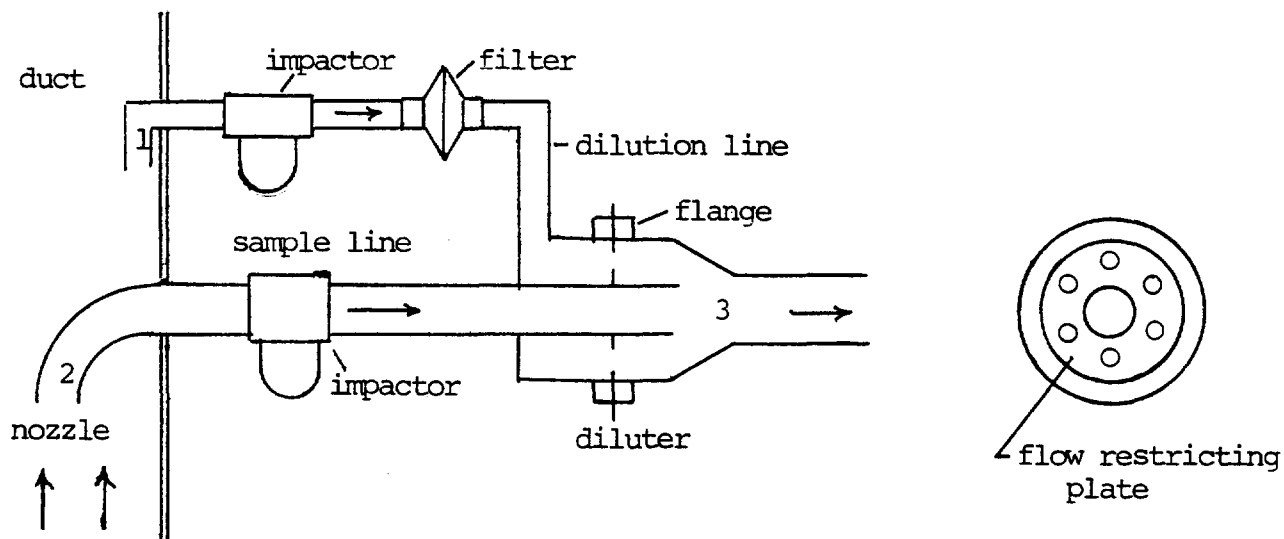 impactor
filter
duct
1
dilution line
flange
sample line
3
2
impactor
nozzle
diluter
flow restricting
plate